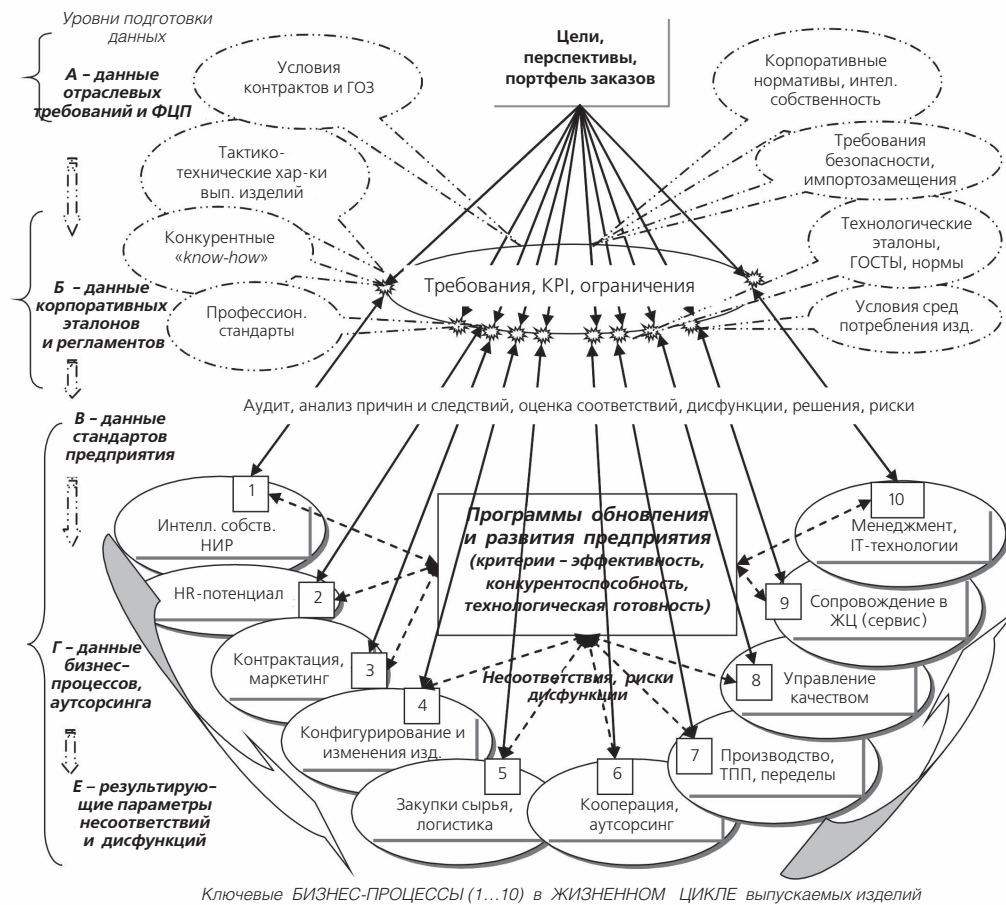 Уровни подготовки
данных
А – данные
отраслевых
требований и ФЦП
Условия
контрактов и ГОЗ
Цели,
перспективы,
портфель заказов
Корпоративные
нормативы, интел.
собственность
Тактико-
технические хар-ки
вып. изделий
Требования
безопасности,
импортозамещения
Конкурентные
«know-how»
Технологические
эталоны,
ГОСТЫ, нормы
Б – данные
корпоративных
эталонов
и регламентов
Профессион.
стандарты
Требования, KPI, ограничения
Условия сред
потребления изд.
Аудит, анализ причин и следствий, оценка соответствий, дисфункции, решения, риски
В – данные
стандартов
предприятия
1
Интелл. собств.
НИР
Программы обновления
и развития предприятия
(критерии – эффективность,
конкурентоспособность,
технологическая готовность)
10
Менеджмент,
IT-технологии
HR-потенциал
2
9
Сопровождение в
ЖЦ (сервис)
Г – данные
бизнес-
процессов,
аутсорсинга
Контрактация,
маркетинг
3
Несоответствия, риски
дисфункции
8
Управление
качеством
4
Конфигурирование и
изменения изд.
7
Производство,
ТПП, переделы
5
Закупки сырья,
логистика
6
Кооперация,
аутсорсинг
Е – результирую-
щие параметры
несоответствий
и дисфункций
Ключевые БИЗНЕС-ПРОЦЕССЫ (1...10) в ЖИЗНЕННОМ ЦИКЛЕ выпускаемых изделий